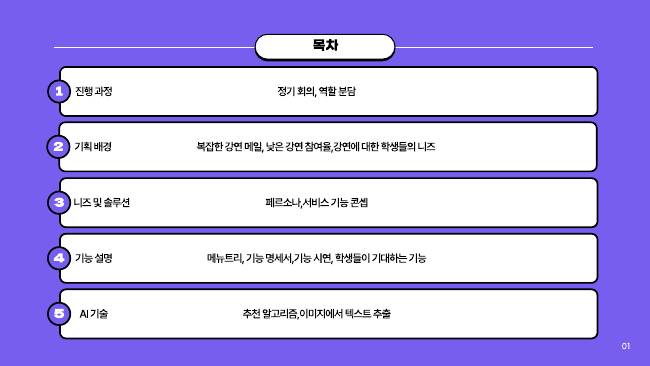 목차
1 진행 과정 정기 회의, 역할 분담
2 기획 배경 복잡한 강연 메일, 낮은 강연 참여율,강연에 대한 학생들의 니즈
3 니즈 및 솔루션 페르소나,서비스 기능 콘셉
4 기능 설명 메뉴트리, 기능 명세서,기능 시연, 학생들이 기대하는 기능
5 AI 기술 추천 알고리즘,이미지에서 텍스트 추출
01